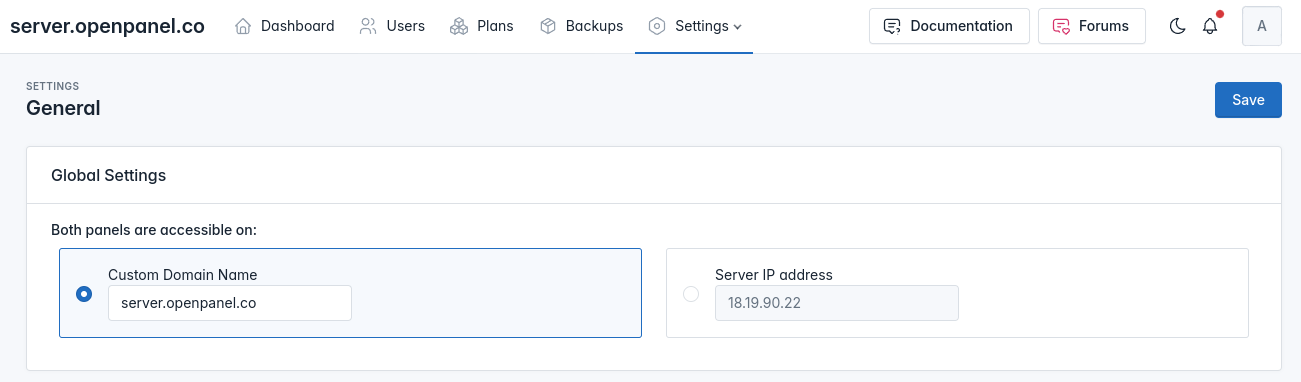 server.openpanel.co Dashboard Users Plans Backups Settings Documentation Forums A
SETTINGS
General
Save
Global Settings
Both panels are accessible on:
Custom Domain Name
server.openpanel.co
Server IP address
18.19.90.22